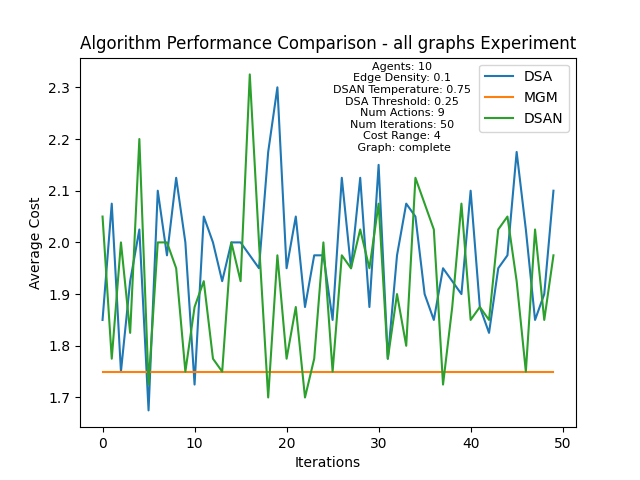 Algorithm Performance Comparison - all graphs Experiment
Agents: 10
Edge Density: 0.1
DSAN Temperature: 0.75
DSA Threshold: 0.25
Num Actions: 9
Num Iterations: 50
Cost Range: 4
Graph: complete
DSA
MGM
DSAN
Average Cost
2.3
2.2
2.1
2.0
1.9
1.8
1.7
0 10 20 30 40 50
Iterations